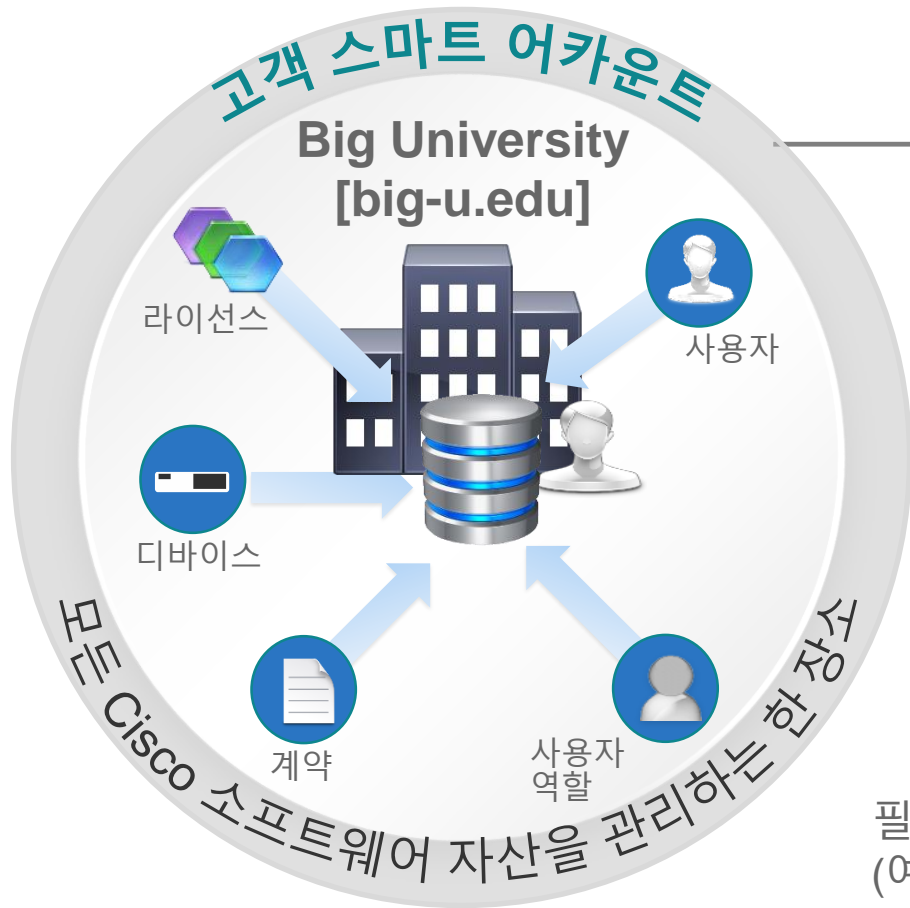 고객 스마트 어카운트
Big University
[big-u.edu]
라이선스
사용자
디바이스
계약
사용자
역할
모든 Cisco 소프트웨어 자산을 관리하는 한 장소
필
(예